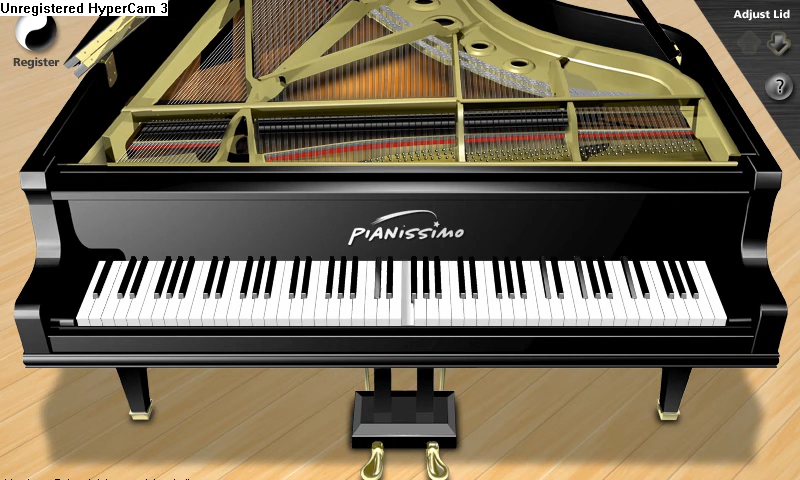 Unregistered HyperCam 3
Adjust Lid
Register
?
PIANiSSiMO